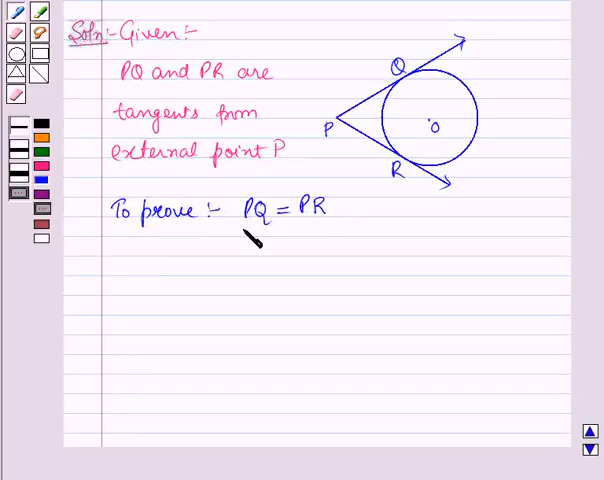 Soln:- Given:-
PQ and PR are
tangents from
external point P
To prove:- PQ = PR
Q
P
O
R